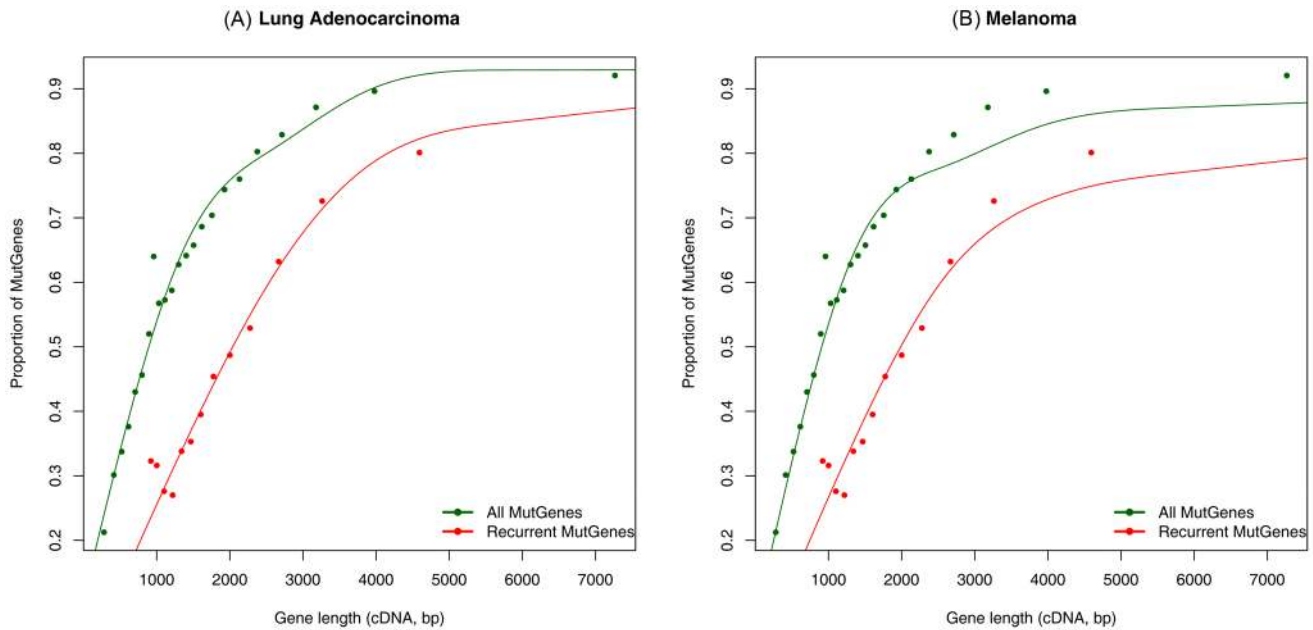 (A) Lung Adenocarcinoma
Proportion of MutGenes
0.9
0.8
0.7
0.6
0.5
0.4
0.3
0.2
All MutGenes
Recurrent MutGenes
1000 2000 3000 4000 5000 6000 7000
Gene length (cDNA, bp)
(B) Melanoma
Proportion of MutGenes
0.9
0.8
0.7
0.6
0.5
0.4
0.3
0.2
All MutGenes
Recurrent MutGenes
1000 2000 3000 4000 5000 6000 7000
Gene length (cDNA, bp)